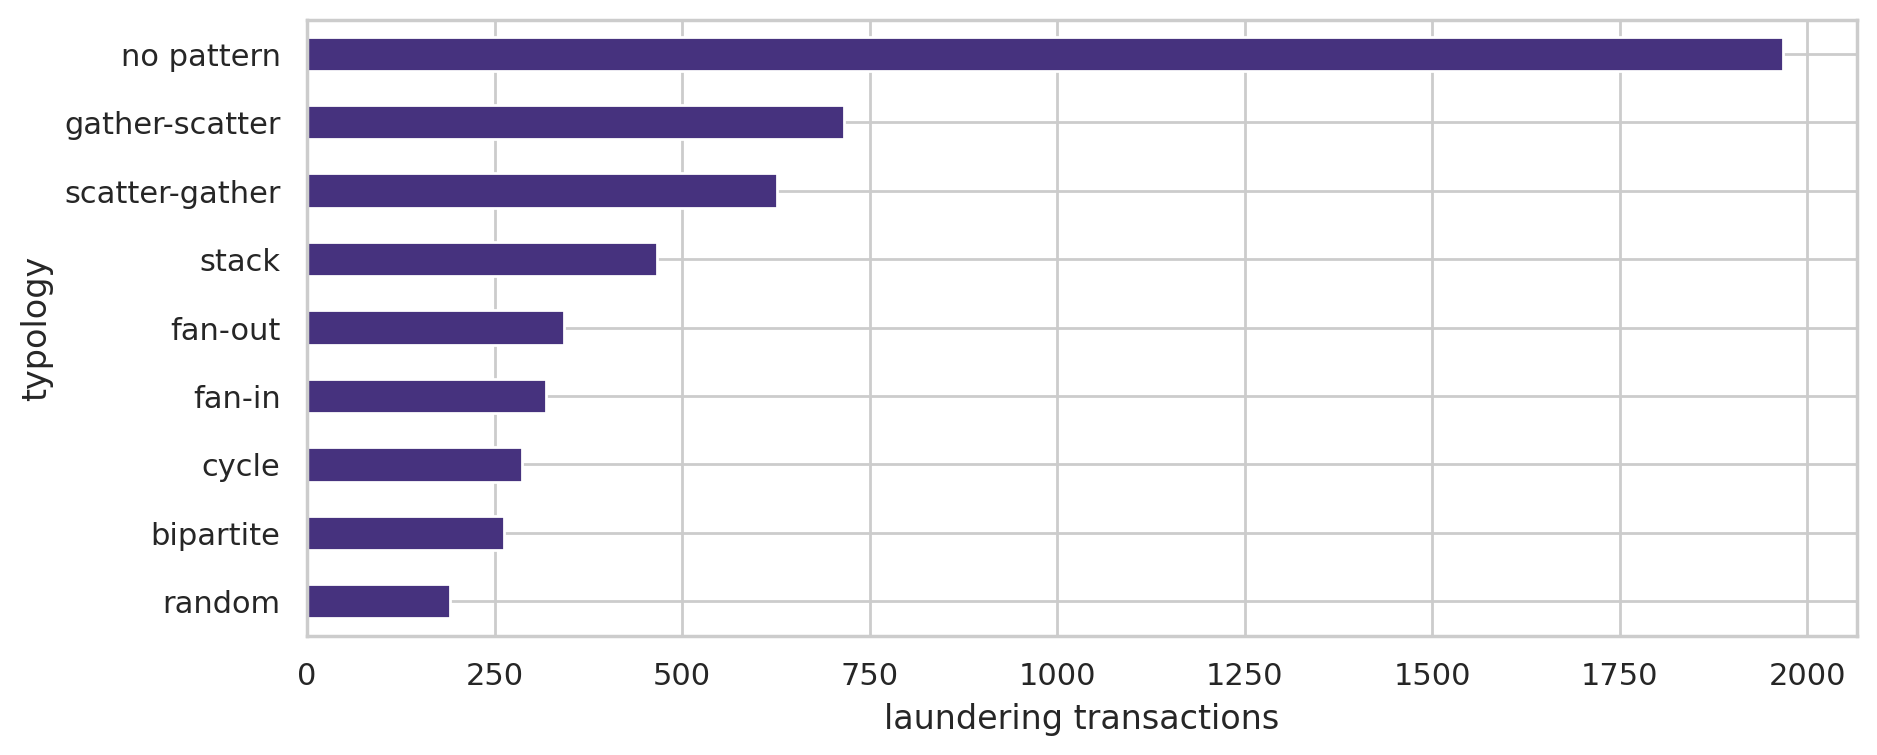 no pattern
gather-scatter
scatter-gather
stack
fan-out
fan-in
cycle
bipartite
random
typology
0 250 500 750 1000 1250 1500 1750 2000
laundering transactions